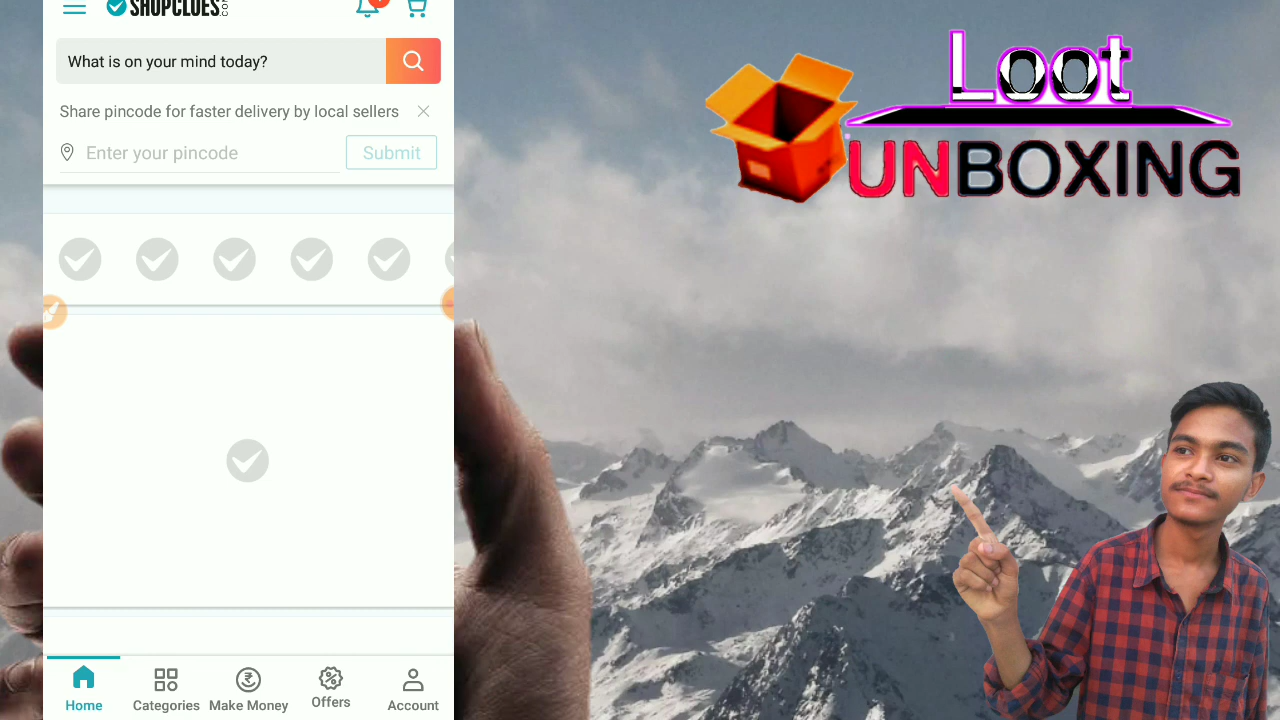 SHOPCLUES.COM
What is on your mind today?
Share pincode for faster delivery by local sellers
Enter your pincode
Submit
Home
Categories
Make Money
Offers
Account
Loot
UNBOXING